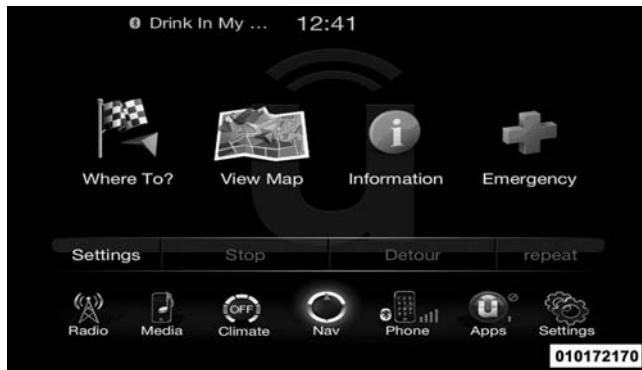 Drink In My ... 12:41
Where To? View Map Information Emergency
Settings Stop Detour repeat
OFF
Radio Media Climate Nav Phone Apps Settings
010172170